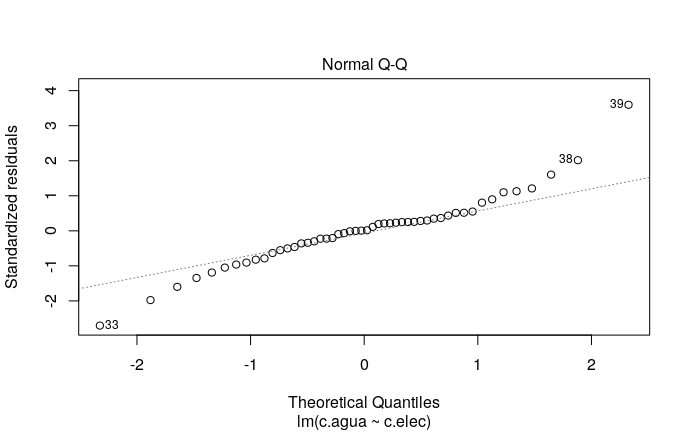 Normal Q-Q
Standardized residuals
4
3
2
1
0
-1
-2
39
38
33
-2 -1 0 1 2
Theoretical Quantiles
lm(c.agua ~ c.elec)